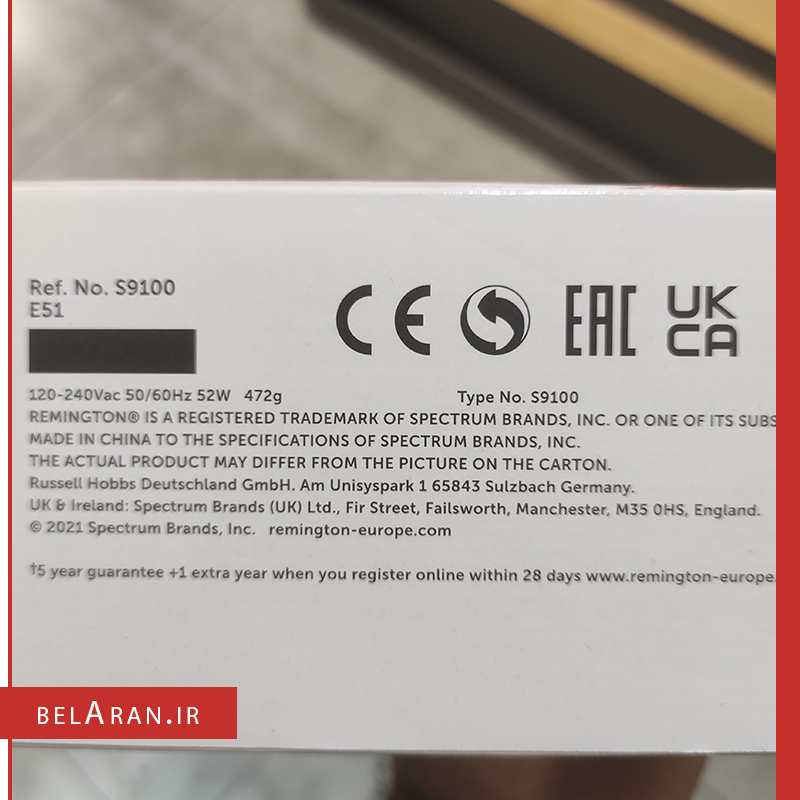 Ref. No. S9100
E51
CE EAC UK CA
120-240Vac 50/60Hz 52W 472g Type No. S9100
REMINGTON® IS A REGISTERED TRADEMARK OF SPECTRUM BRANDS, INC. OR ONE OF ITS SUBS
MADE IN CHINA TO THE SPECIFICATIONS OF SPECTRUM BRANDS, INC.
THE ACTUAL PRODUCT MAY DIFFER FROM THE PICTURE ON THE CARTON.
Russell Hobbs Deutschland GmbH. Am Unisyspark 1 65843 Sulzbach Germany.
UK & Ireland: Spectrum Brands (UK) Ltd., Fir Street, Failsworth, Manchester, M35 0HS, England.
© 2021 Spectrum Brands, Inc. remington-europe.com
†5 year guarantee +1 extra year when you register online within 28 days www.remington-europe.
BELARAN.IR